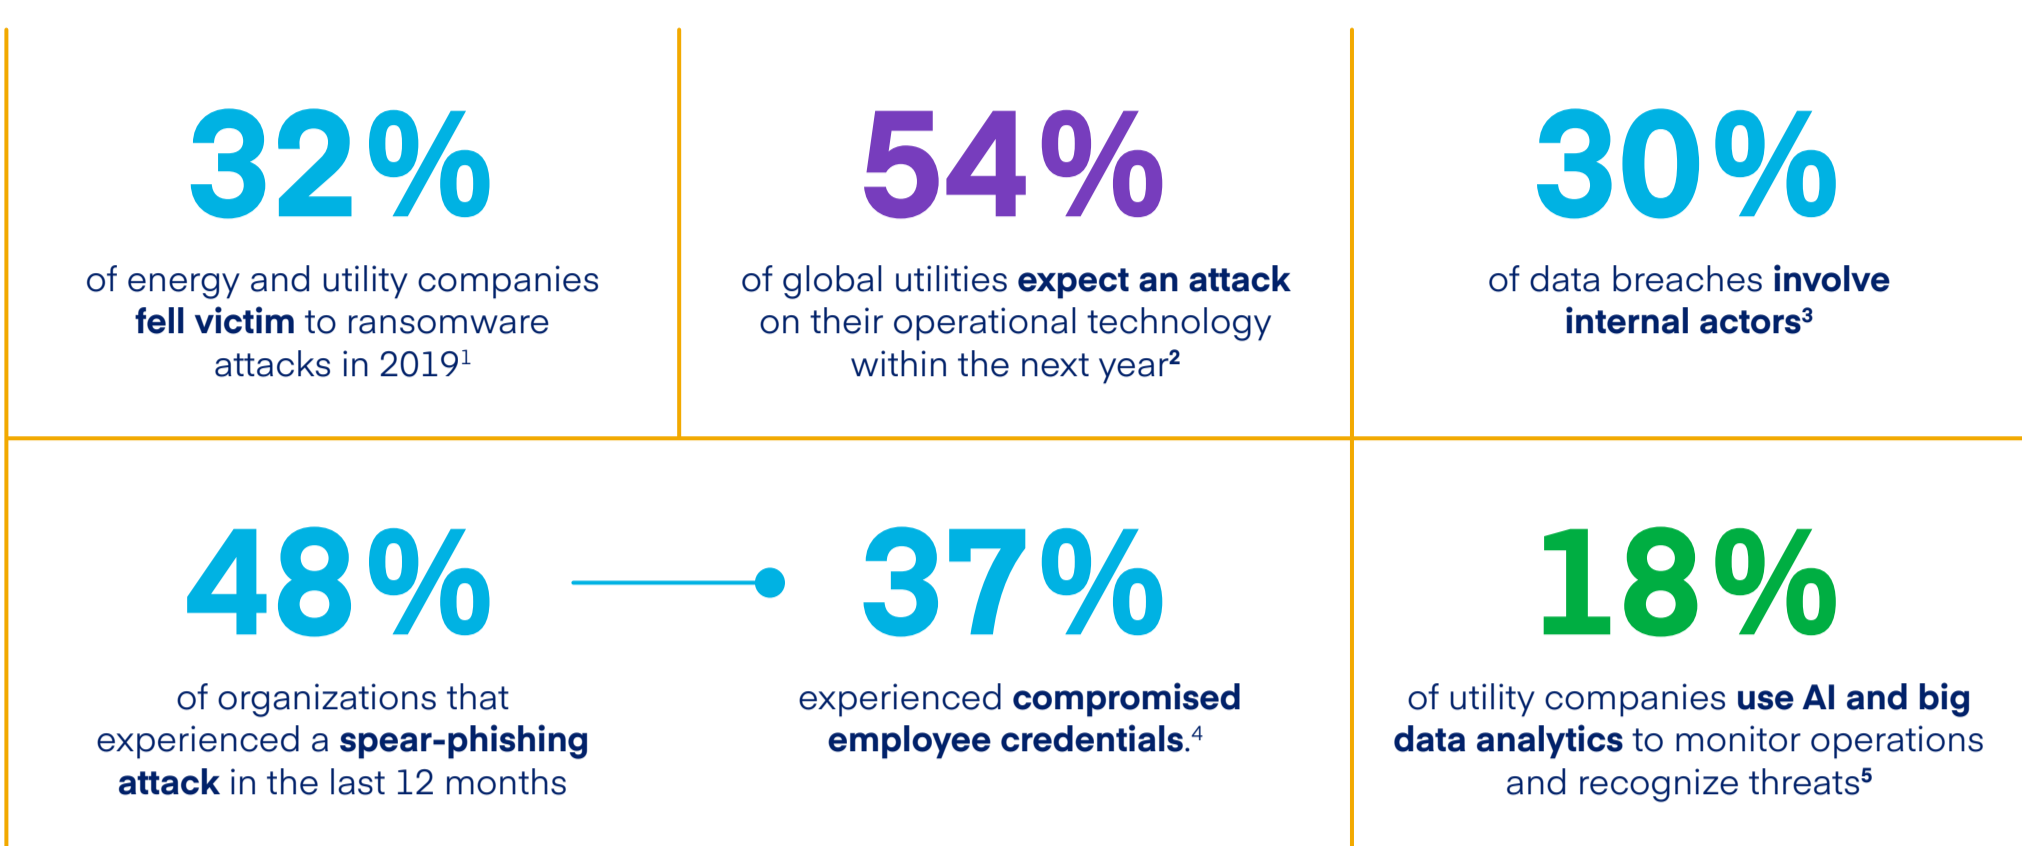 32%
of energy and utility companies
fell victim to ransomware
attacks in 2019¹
54%
of global utilities expect an attack
on their operational technology
within the next year²
30%
of data breaches involve
internal actors³
48%
of organizations that
experienced a spear-phishing
attack in the last 12 months
37%
experienced compromised
employee credentials.⁴
18%
of utility companies use AI and big
data analytics to monitor operations
and recognize threats⁵